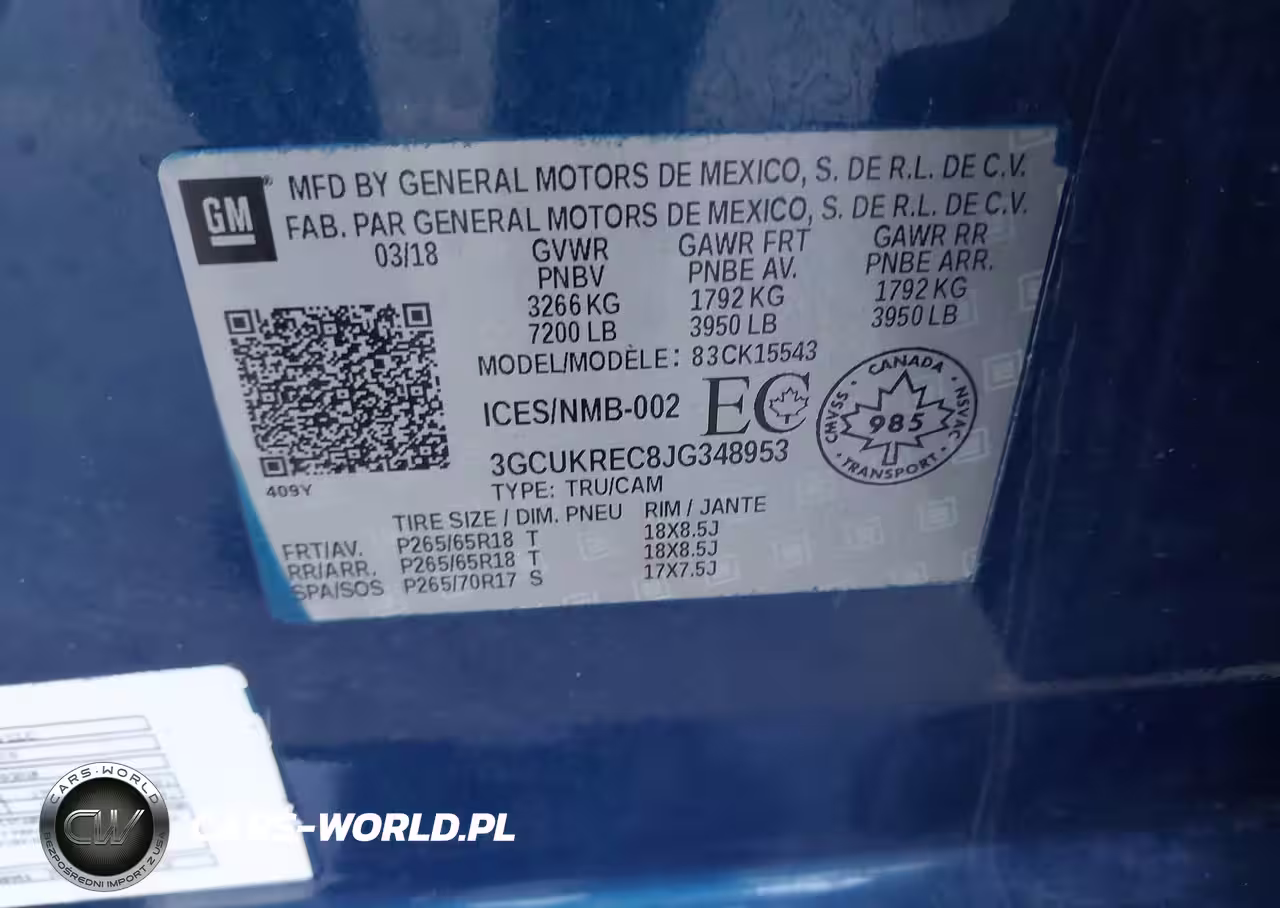 GM
MFD BY GENERAL MOTORS DE MEXICO, S. DE R.L. DE C.V.
FAB. PAR GENERAL MOTORS DE MEXICO, S. DE R.L. DE C.V.
03/18 GVWR GAWR FRT GAWR RR
PNBV PNBE AV. PNBE ARR.
3266 KG 1792 KG 1792 KG
7200 LB 3950 LB 3950 LB
MODEL/MODÈLE: 83CK15543
ICES/NMB-002 EC
CANADA
CMVSS 985 NSVAC
TRANSPORT
3GCUKREC8JG348953
409Y
TYPE: TRU/CAM
TIRE SIZE / DIM. PNEU RIM / JANTE
FRT/AV. P265/65R18 T 18X8.5J
RR/ARR. P265/65R18 T 18X8.5J
SPA/SOS P265/70R17 S 17X7.5J
CARS-WORLD
CW
BEZPOŚREDNI IMPORT Z USA
CARS-WORLD.PL